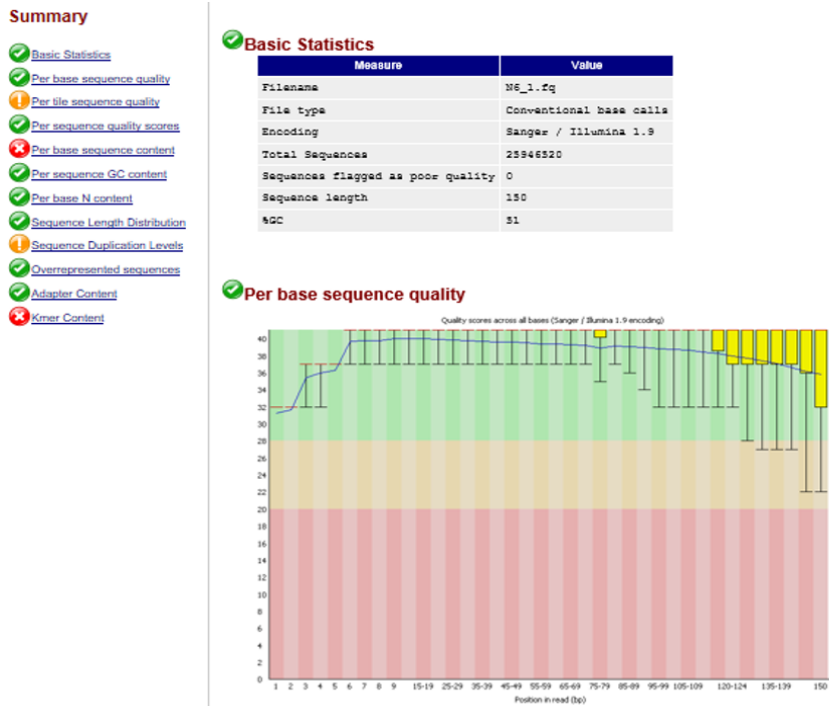 Summary
Basic Statistics
Per base sequence quality
Per tile sequence quality
Per sequence quality scores
Per base sequence content
Per sequence GC content
Per base N content
Sequence Length Distribution
Sequence Duplication Levels
Overrepresented sequences
Adapter Content
Kmer Content
Basic Statistics
Measure Value
Filename N6_1.fq
File type Conventional base calls
Encoding Sanger / Illumina 1.9
Total Sequences 25946520
Sequences flagged as poor quality 0
Sequence length 150
%GC 51
Per base sequence quality
Quality scores across all bases (Sanger / Illumina 1.9 encoding)
40
38
36
34
32
30
28
26
24
22
20
18
16
14
12
10
8
6
4
2
0
1 2 3 4 5 6 7 8 9 15-19 25-29 35-39 45-49 55-59 65-69 75-79 85-89 95-99 105-109 120-124 135-139 150
Position in read (bp)